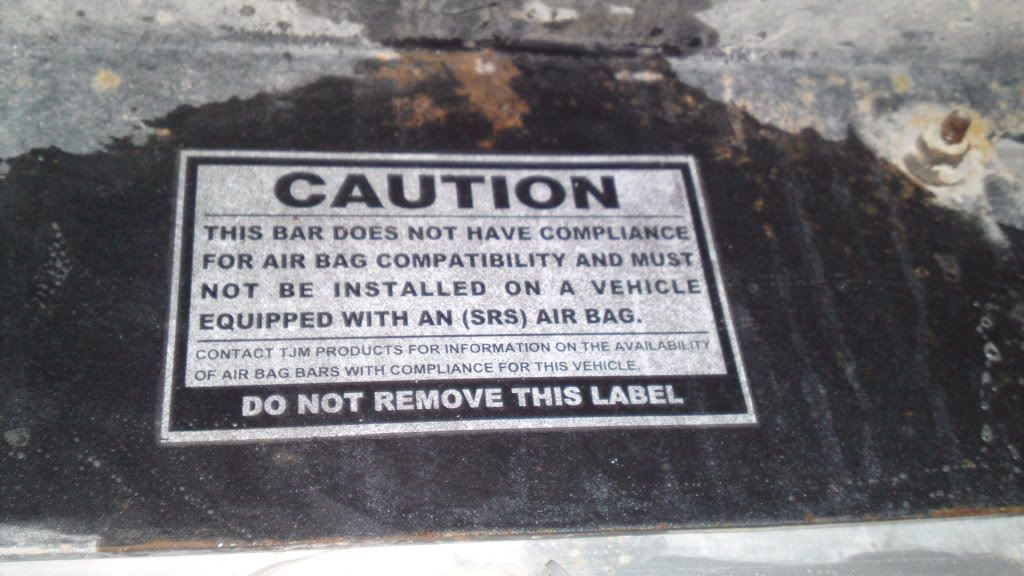 CAUTION
THIS BAR DOES NOT HAVE COMPLIANCE
FOR AIR BAG COMPATIBILITY AND MUST
NOT BE INSTALLED ON A VEHICLE
EQUIPPED WITH AN (SRS) AIR BAG.
CONTACT TJM PRODUCTS FOR INFORMATION ON THE AVAILABILITY
OF AIR BAG BARS WITH COMPLIANCE FOR THIS VEHICLE.
DO NOT REMOVE THIS LABEL